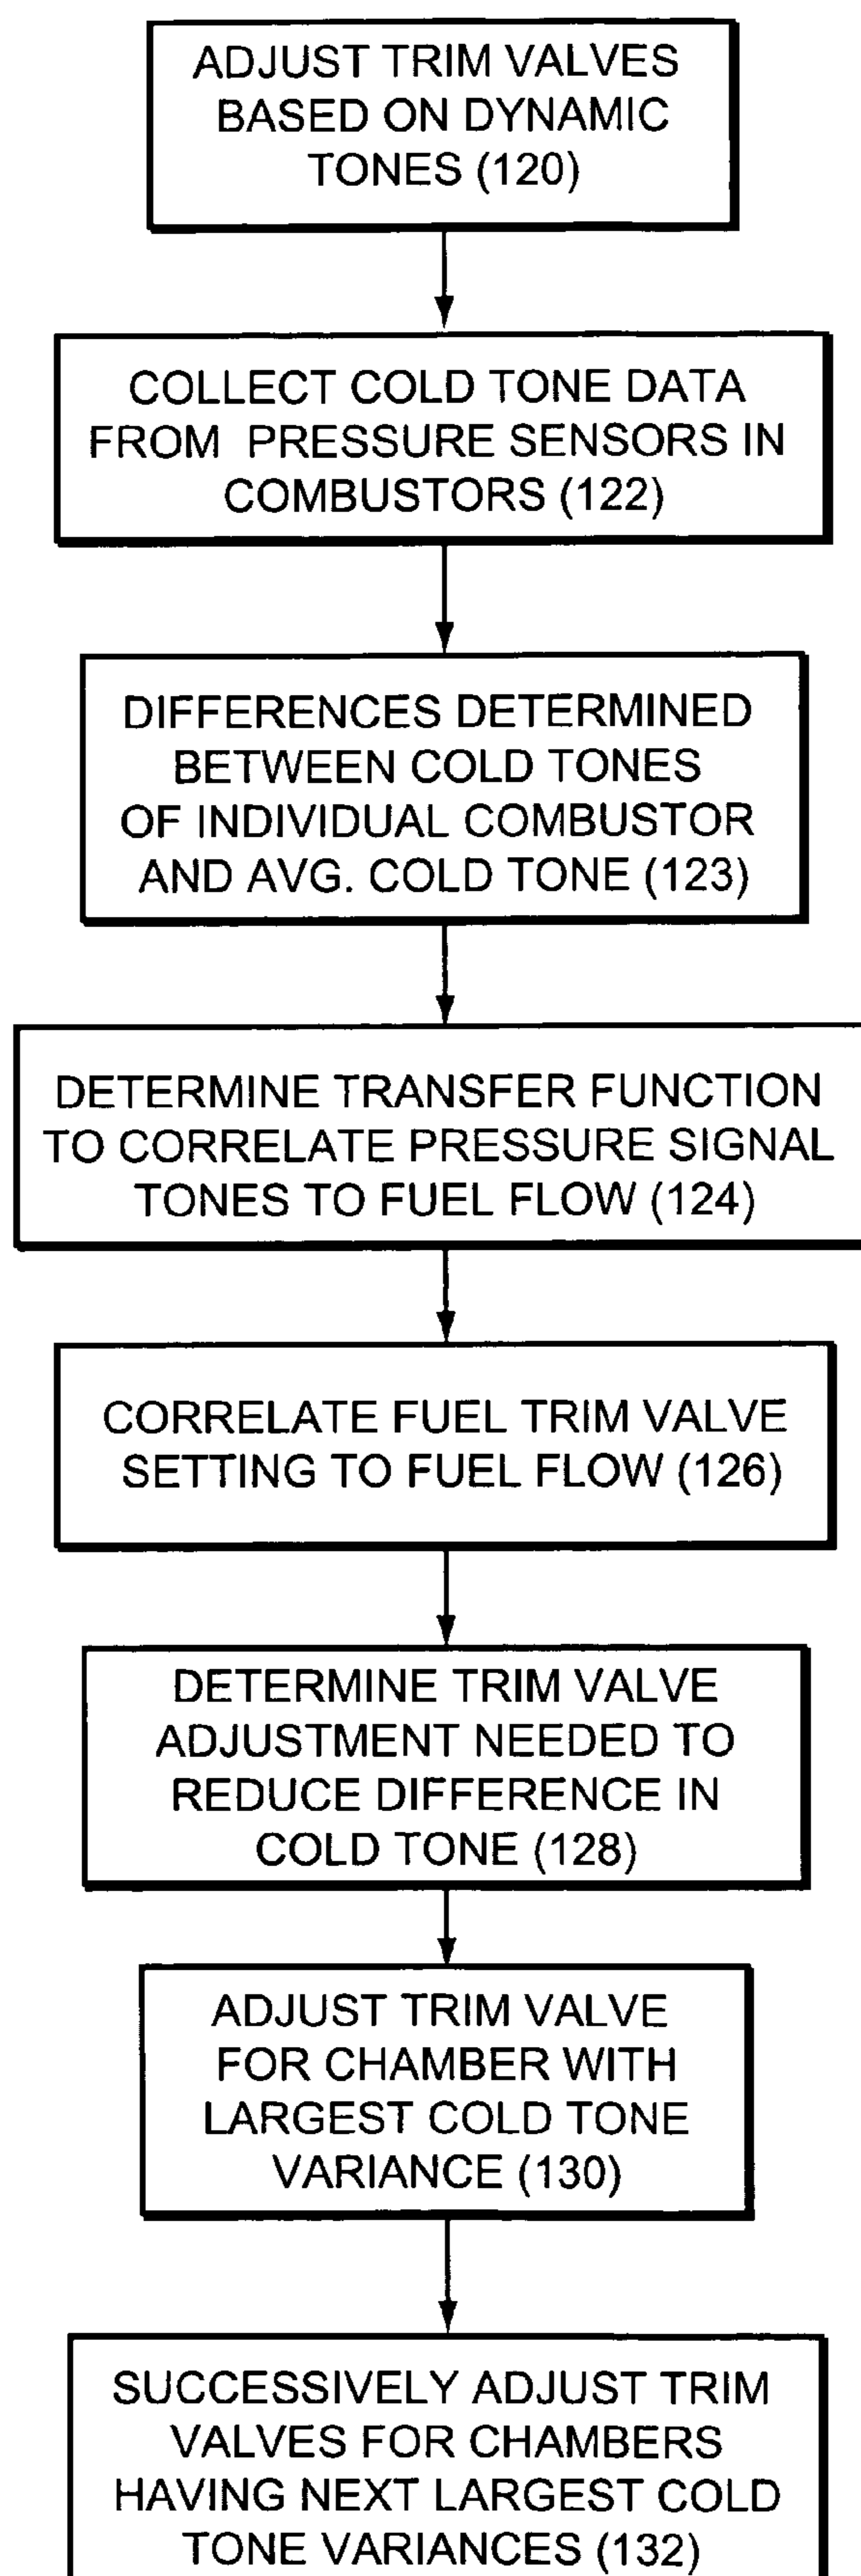 ADJUST TRIM VALVES
BASED ON DYNAMIC
TONES (120)
COLLECT COLD TONE DATA
FROM PRESSURE SENSORS IN
COMBUSTORS (122)
DIFFERENCES DETERMINED
BETWEEN COLD TONES
OF INDIVIDUAL COMBUSTOR
AND AVG. COLD TONE (123)
DETERMINE TRANSFER FUNCTION
TO CORRELATE PRESSURE SIGNAL
TONES TO FUEL FLOW (124)
CORRELATE FUEL TRIM VALVE
SETTING TO FUEL FLOW (126)
DETERMINE TRIM VALVE
ADJUSTMENT NEEDED TO
REDUCE DIFFERENCE IN
COLD TONE (128)
ADJUST TRIM VALVE
FOR CHAMBER WITH
LARGEST COLD TONE
VARIANCE (130)
SUCCESSIVELY ADJUST TRIM
VALVES FOR CHAMBERS
HAVING NEXT LARGEST COLD
TONE VARIANCES (132)